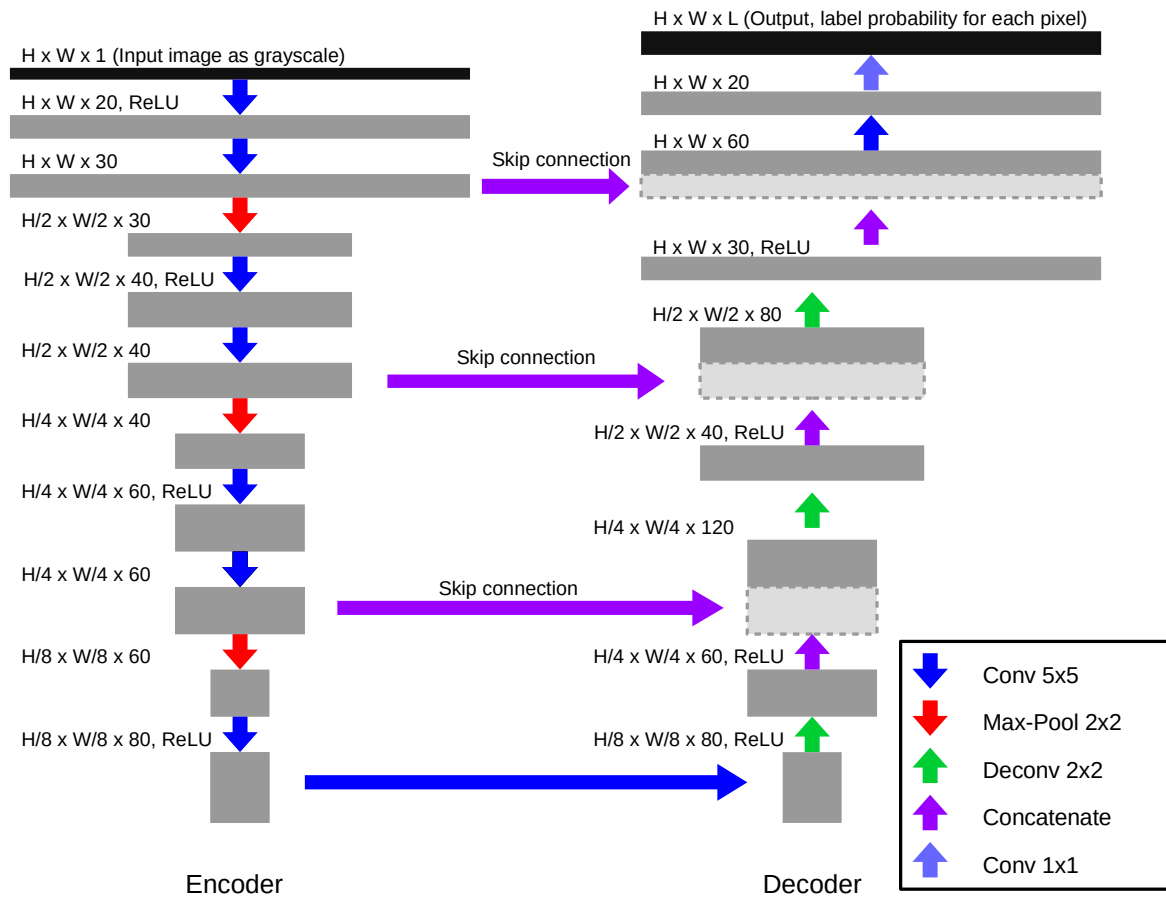 H x W x 1 (Input image as grayscale)
H x W x 20, ReLU
H x W x 30
H/2 x W/2 x 30
H/2 x W/2 x 40, ReLU
H/2 x W/2 x 40
H/4 x W/4 x 40
H/4 x W/4 x 60, ReLU
H/4 x W/4 x 60
H/8 x W/8 x 60
H/8 x W/8 x 80, ReLU
Encoder
Skip connection
Skip connection
Skip connection
H x W x L (Output, label probability for each pixel)
H x W x 20
H x W x 60
H x W x 30, ReLU
H/2 x W/2 x 80
H/2 x W/2 x 40, ReLU
H/4 x W/4 x 120
H/4 x W/4 x 60, ReLU
H/8 x W/8 x 80, ReLU
Decoder
Conv 5x5
Max-Pool 2x2
Deconv 2x2
Concatenate
Conv 1x1